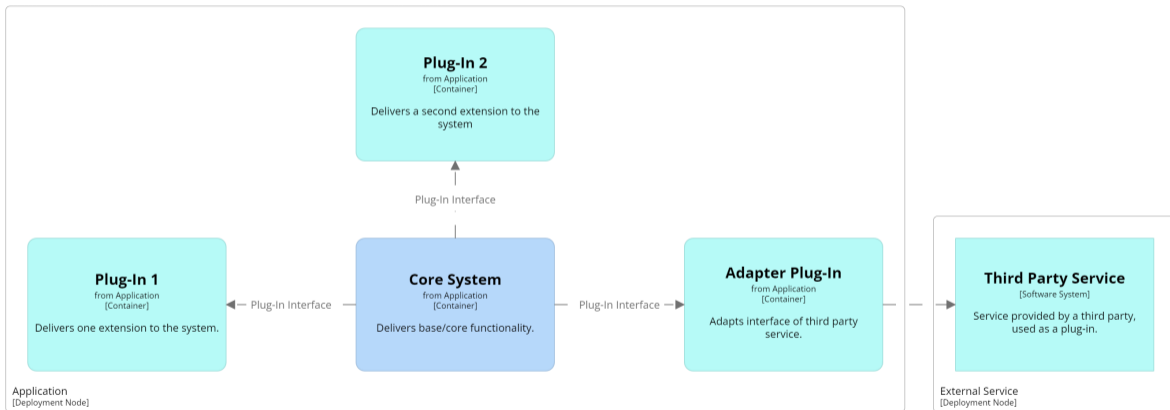 Plug-In 2
from Application
[Container]
Delivers a second extension to the
system
Plug-In Interface
Plug-In 1
from Application
[Container]
Delivers one extension to the system.
Plug-In Interface
Core System
from Application
[Container]
Delivers base/core functionality.
Plug-In Interface
Adapter Plug-In
from Application
[Container]
Adapts interface of third party
service.
Third Party Service
[Software System]
Service provided by a third party,
used as a plug-in.
Application
[Deployment Node]
External Service
[Deployment Node]